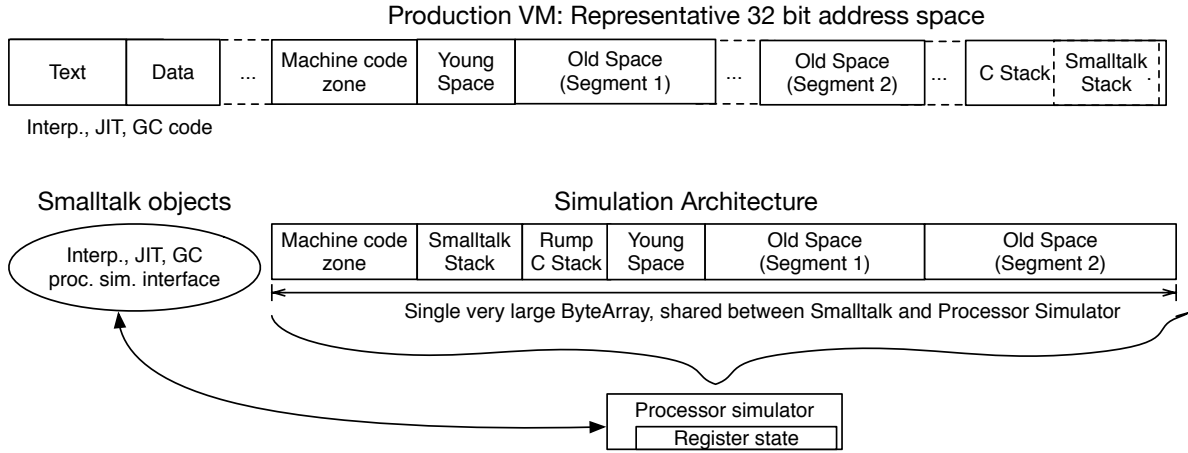 Production VM: Representative 32 bit address space
Text
Data
...
Machine code
zone
Young
Space
Old Space
(Segment 1)
...
Old Space
(Segment 2)
...
C Stack
Smalltalk
Stack
.
Interp., JIT, GC code
Smalltalk objects
Simulation Architecture
Interp., JIT, GC
proc. sim. interface
Machine code
zone
Smalltalk
Stack
Rump
C Stack
Young
Space
Old Space
(Segment 1)
Old Space
(Segment 2)
Single very large ByteArray, shared between Smalltalk and Processor Simulator
Processor simulator
Register state